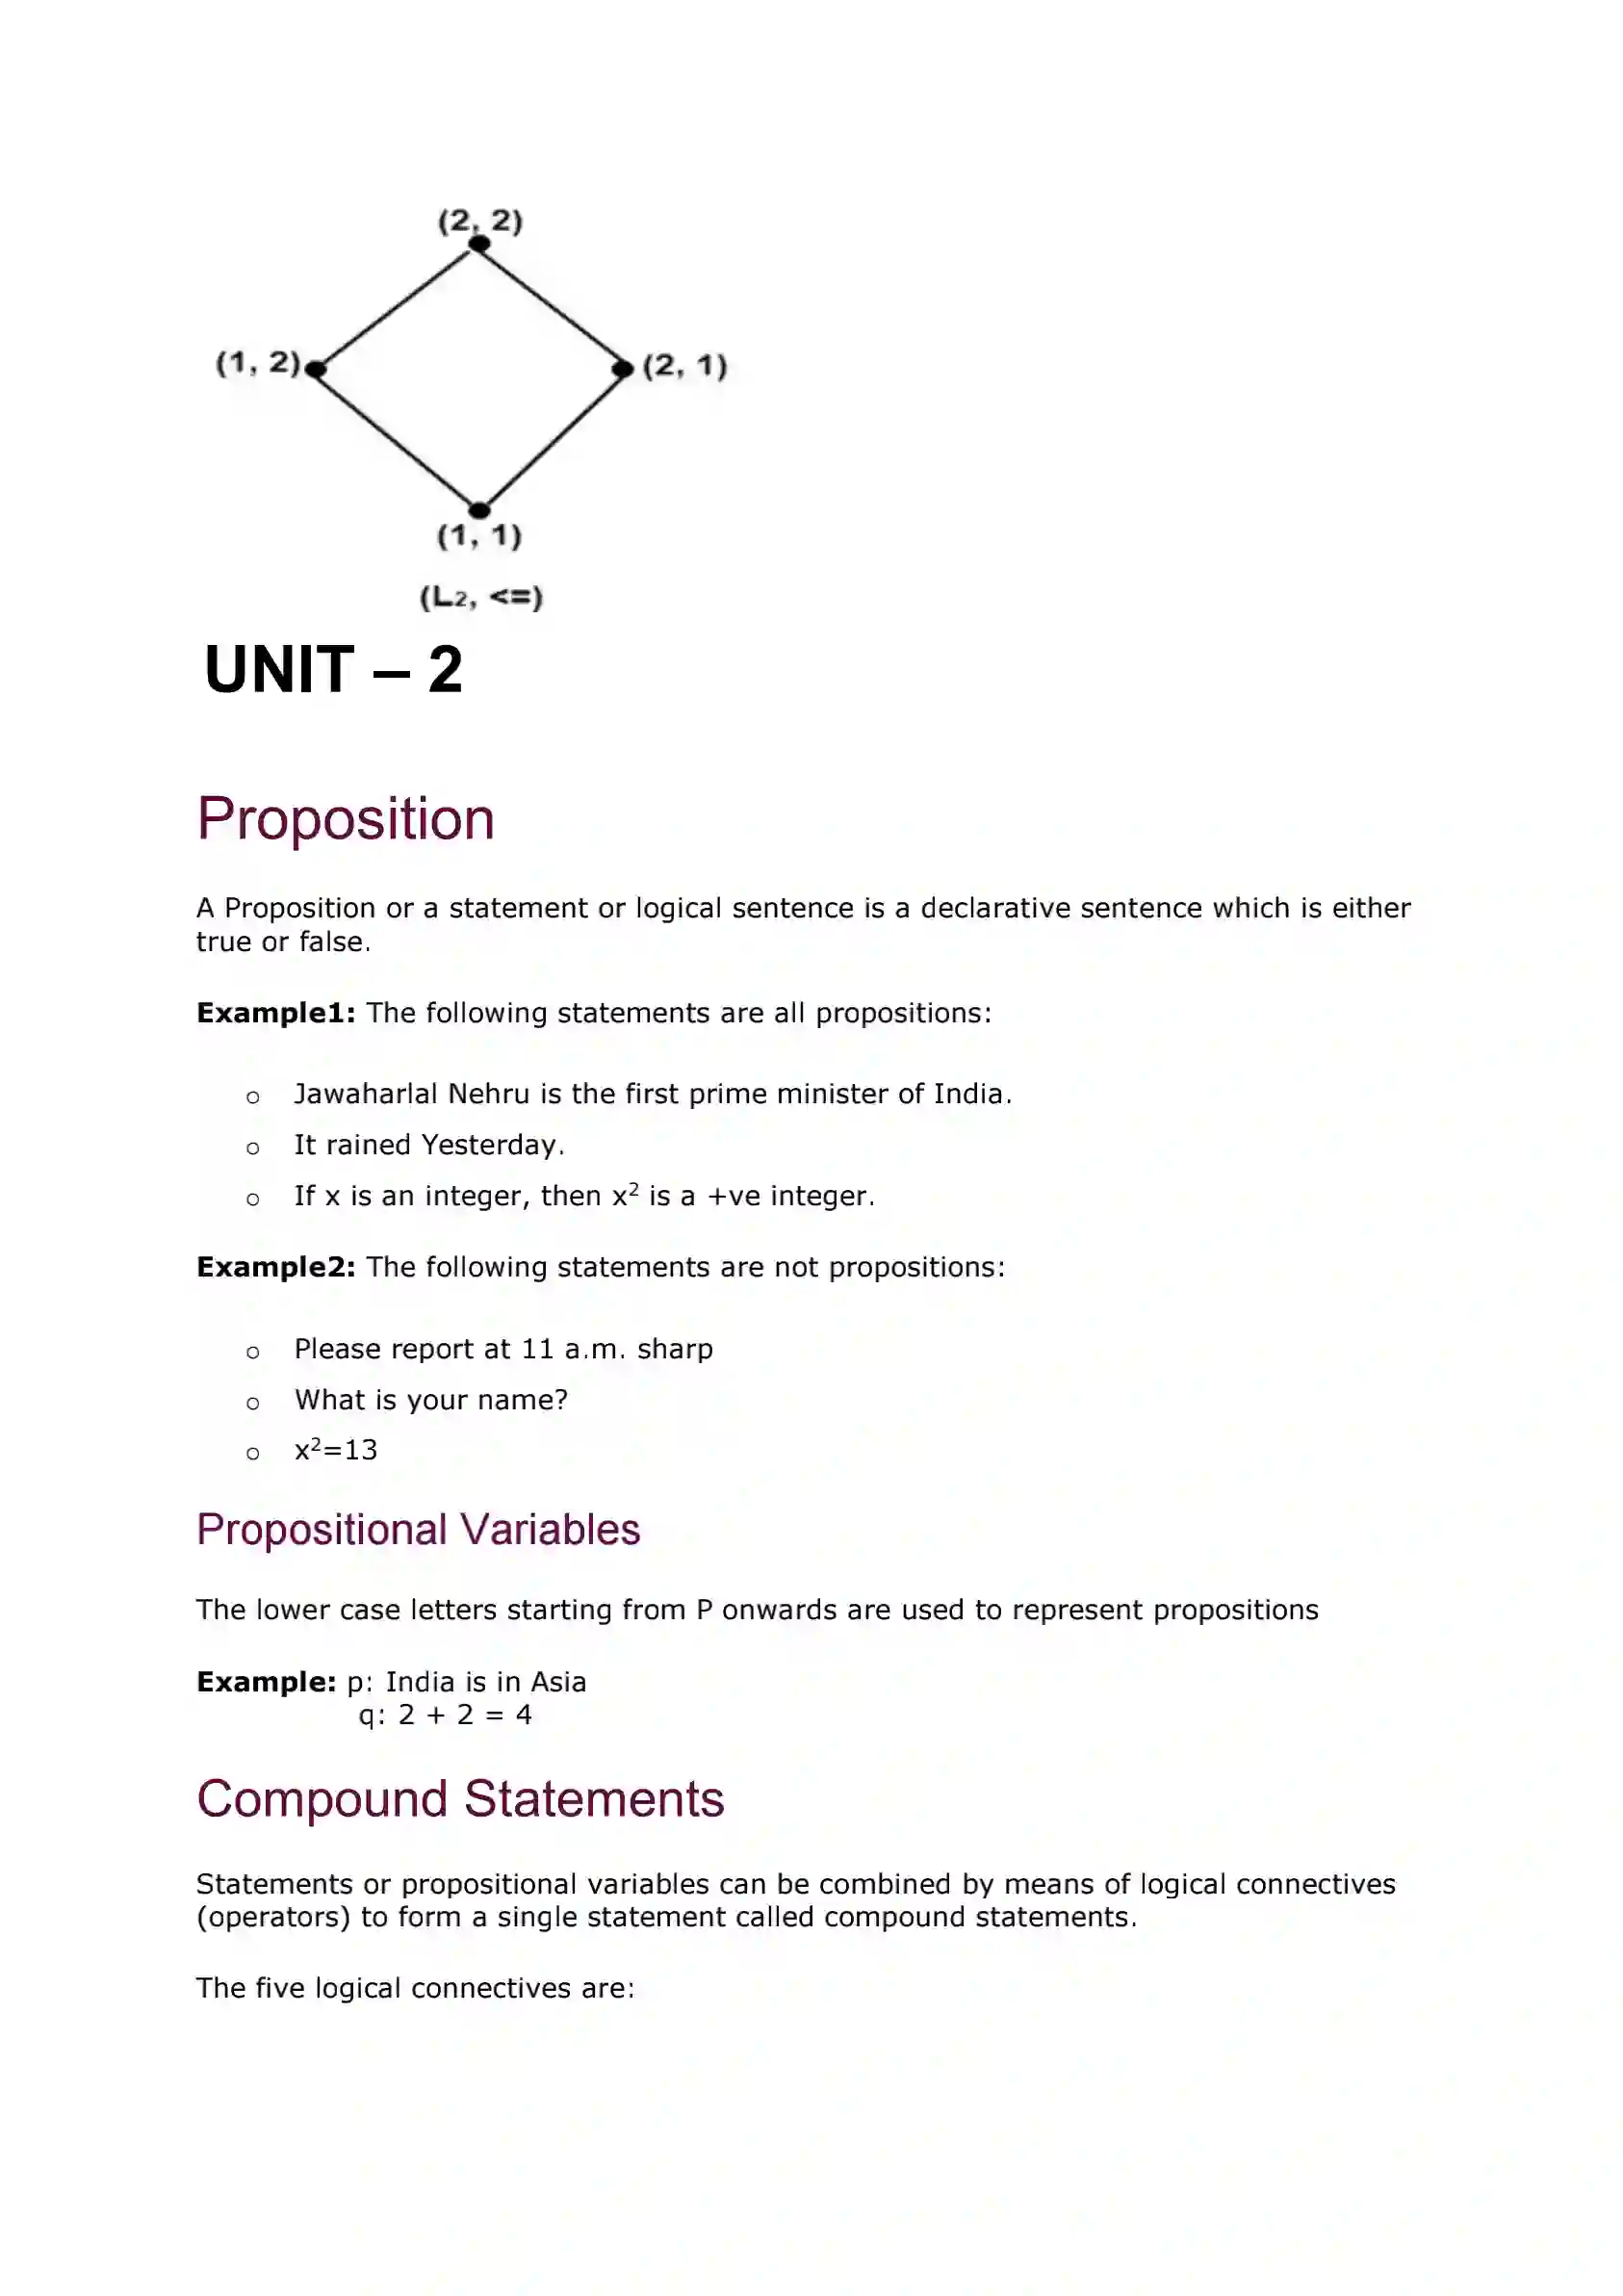 (2, 2)
(1, 2)
(2, 1)
(1, 1)
(L2, <=)
UNIT – 2
Proposition
A Proposition or a statement or logical sentence is a declarative sentence which is either
true or false.
Example1: The following statements are all propositions:
o Jawaharlal Nehru is the first prime minister of India.
o It rained Yesterday.
o If x is an integer, then x² is a +ve integer.
Example2: The following statements are not propositions:
o Please report at 11 a.m. sharp
o What is your name?
o x²=13
Propositional Variables
The lower case letters starting from P onwards are used to represent propositions
Example: p: India is in Asia
q: 2 + 2 = 4
Compound Statements
Statements or propositional variables can be combined by means of logical connectives
(operators) to form a single statement called compound statements.
The five logical connectives are: